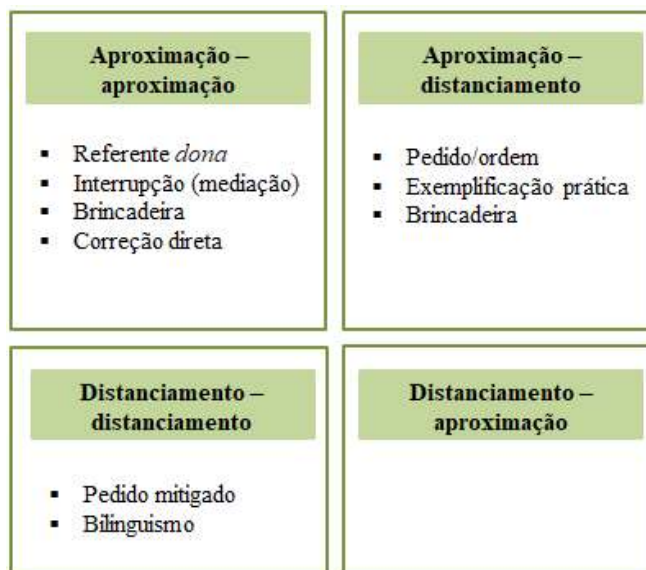 Aproximação –
aproximação
▪ Referente dona
▪ Interrupção (mediação)
▪ Brincadeira
▪ Correção direta
Aproximação –
distanciamento
▪ Pedido/ordem
▪ Exemplificação prática
▪ Brincadeira
Distanciamento –
distanciamento
▪ Pedido mitigado
▪ Bilinguismo
Distanciamento –
aproximação